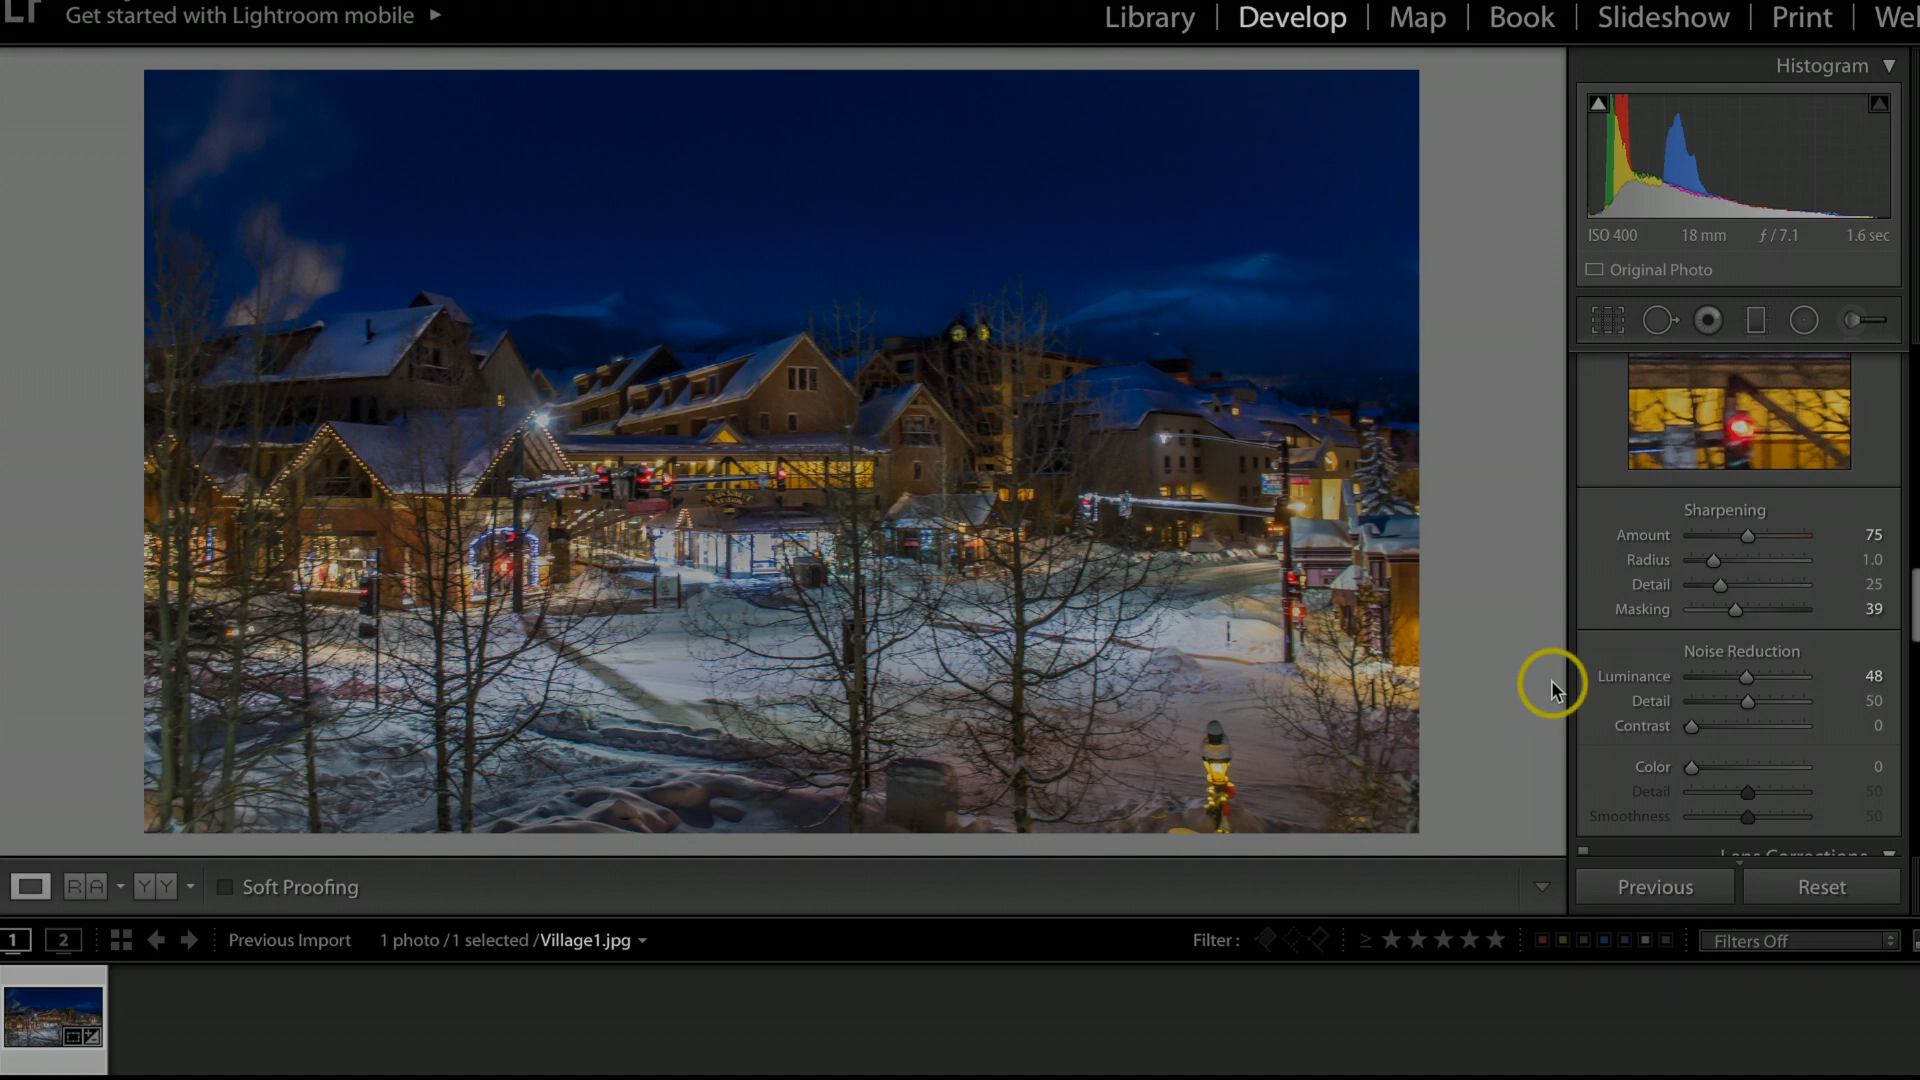 Lr Get started with Lightroom mobile
Library | Develop | Map | Book | Slideshow | Print |
Histogram
ISO 400 18 mm ƒ / 7.1 1.6 sec
Original Photo
Sharpening
Amount 75
Radius 1.0
Detail 25
Masking 39
Noise Reduction
Luminance 48
Detail 50
Contrast 0
Color 0
Detail 50
Smoothness 50
Lens Corrections
R A Y Y Soft Proofing
Previous Reset
1 2 Previous Import 1 photo / 1 selected / Village1.jpg Filter : ≥ ★★★★★ Filters Off